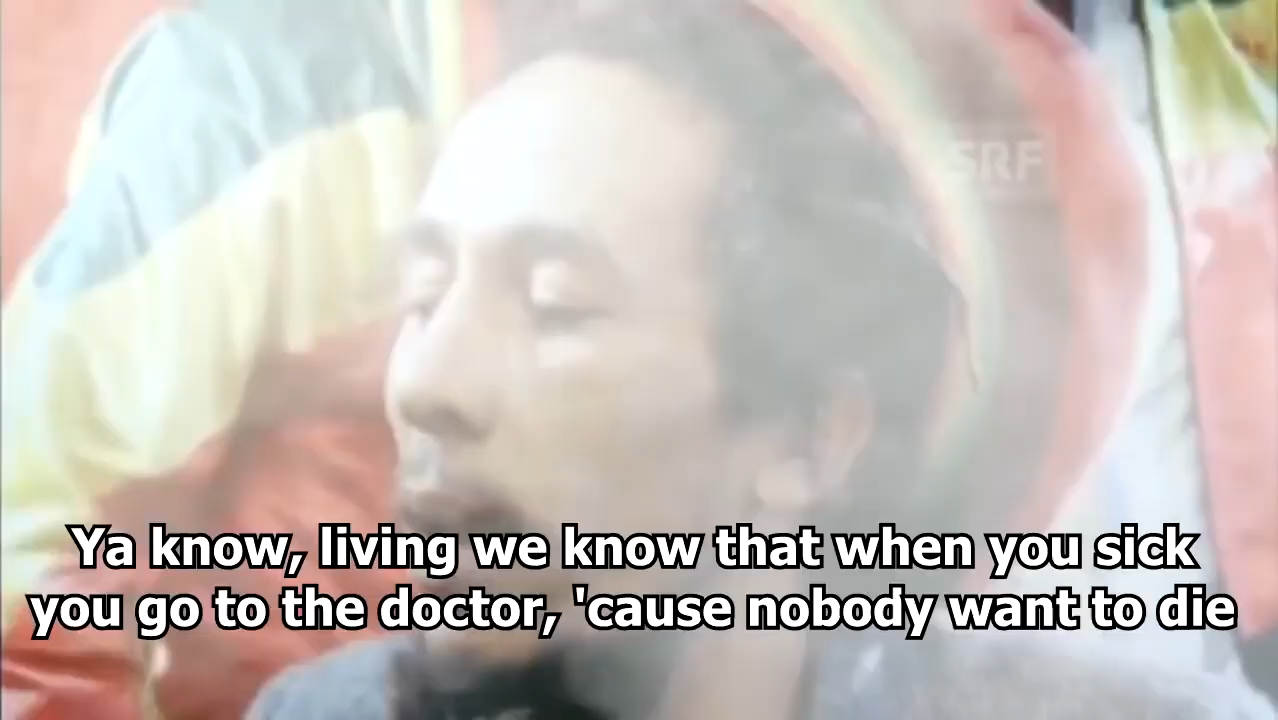 SRF
Ya know, living we know that when you sick
you go to the doctor, 'cause nobody want to die